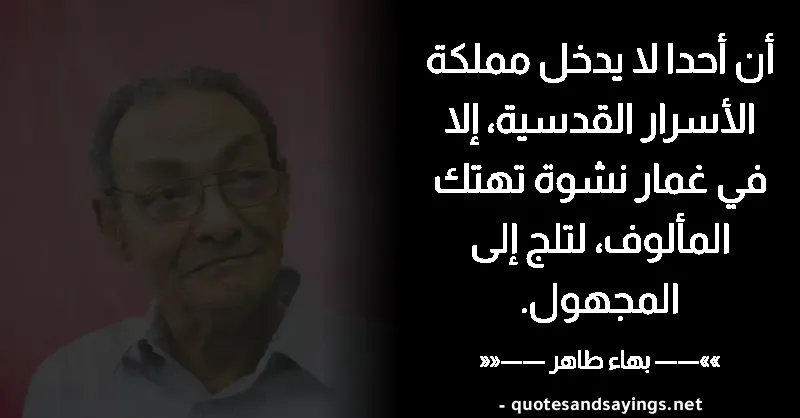 أن أحدا لا يدخل مملكة
الأسرار القدسية، إلا
في غمار نشوة تهتك
المألوف، لتلج إلى
المجهول.
»»—— بهاء طاهر ——««
- quotesandsayings.net